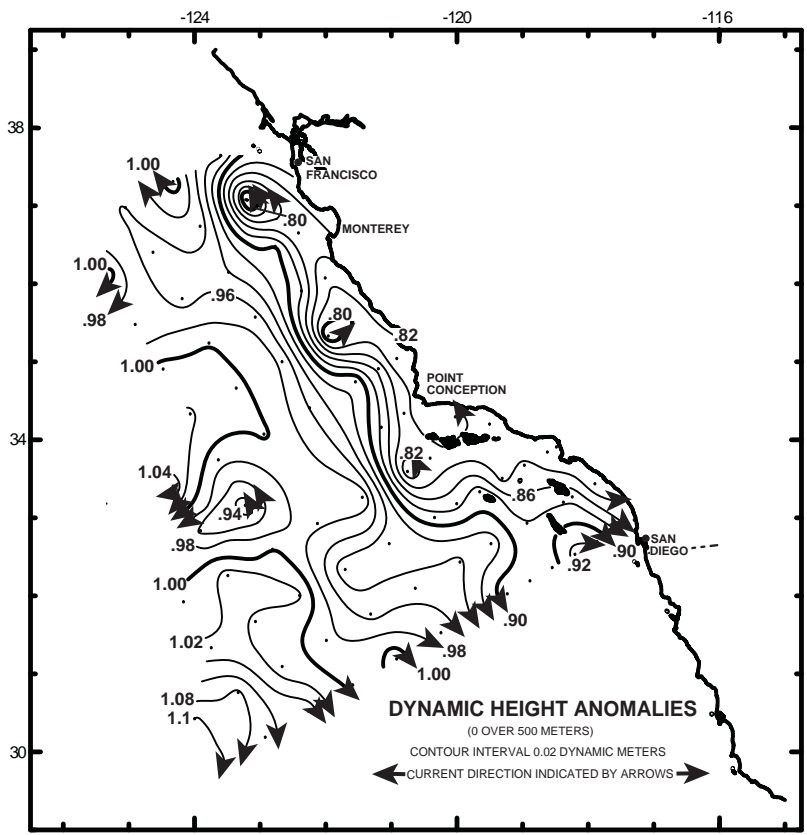 -124
-120
-116
38
34
30
1.00
SAN
FRANCISCO
.80
MONTEREY
1.00
.96
.98
.80
.82
1.00
POINT
CONCEPTION
.82
1.04
.86
.94
.98
SAN
DIEGO
.90
.92
1.00
.90
1.02
.98
1.00
1.08
1.1
DYNAMIC HEIGHT ANOMALIES
(0 OVER 500 METERS)
CONTOUR INTERVAL 0.02 DYNAMIC METERS
CURRENT DIRECTION INDICATED BY ARROWS